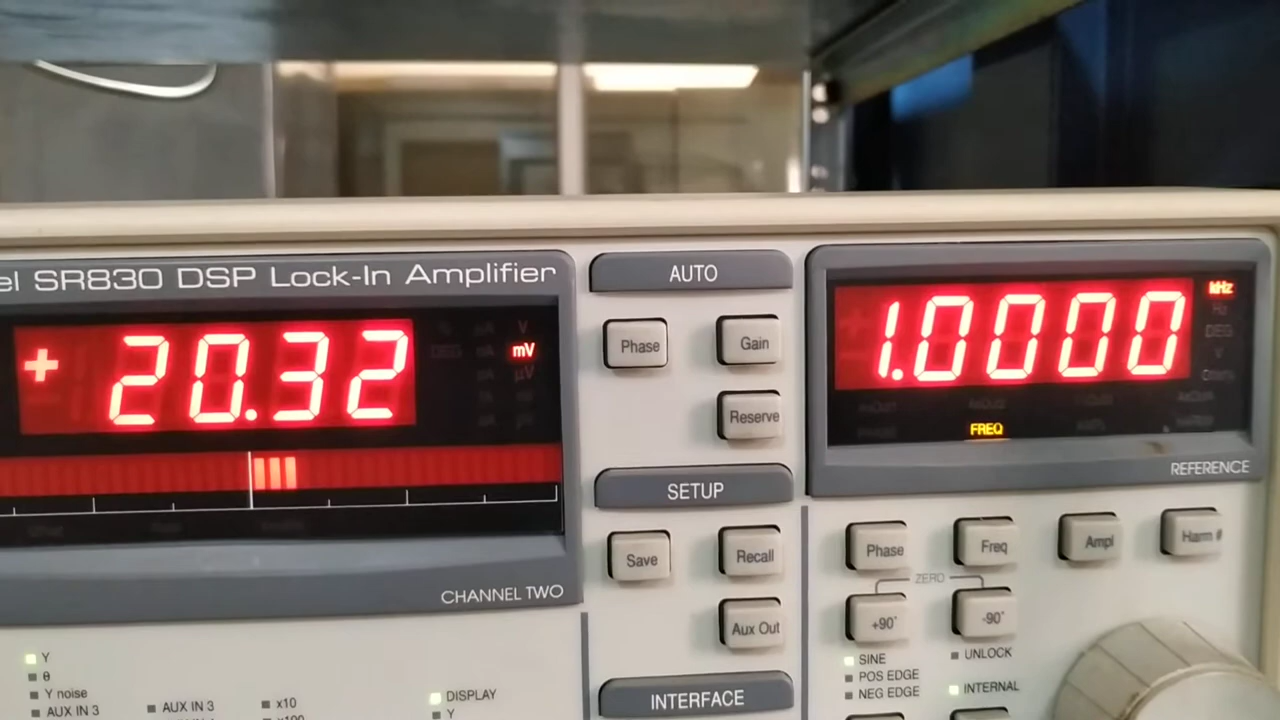 el SR830 DSP Lock-In Amplifier
+ 20.32
V
mV
µV
CHANNEL TWO
Y
θ
Y noise
AUX IN 3
AUX IN 3
x10
x100
DISPLAY
Y
AUTO
Phase
Gain
Reserve
SETUP
Save
Recall
Aux Out
INTERFACE
1.0000
kHz
Hz
DEG
V
FREQ
REFERENCE
Phase
Freq
Ampl
Harm #
ZERO
+90°
-90°
SINE
POS EDGE
NEG EDGE
UNLOCK
INTERNAL